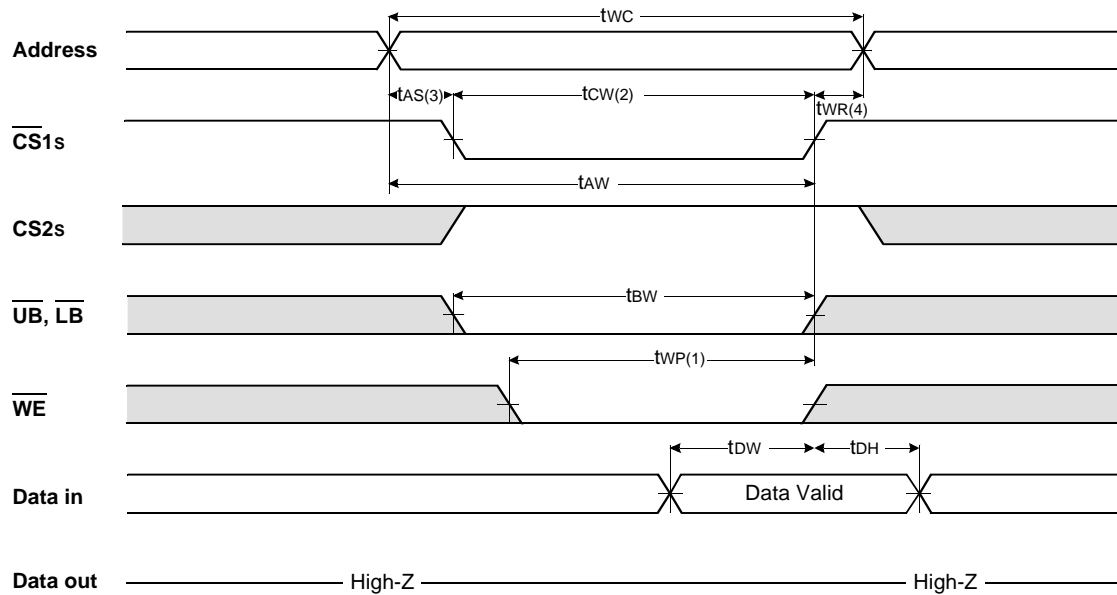 tWC
Address
tAS(3) tCW(2) tWR(4)
CS1s
tAW
CS2s
tBW
UB, LB
tWP(1)
WE
tDW tDH
Data in Data Valid
Data out High-Z High-Z